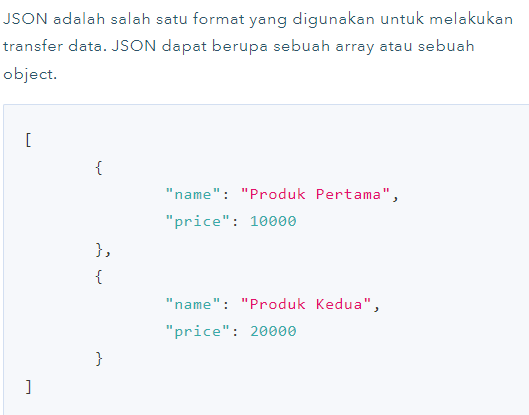 JSON adalah salah satu format yang digunakan untuk melakukan
transfer data. JSON dapat berupa sebuah array atau sebuah
object.
[
{
"name": "Produk Pertama",
"price": 10000
},
{
"name": "Produk Kedua",
"price": 20000
}
]